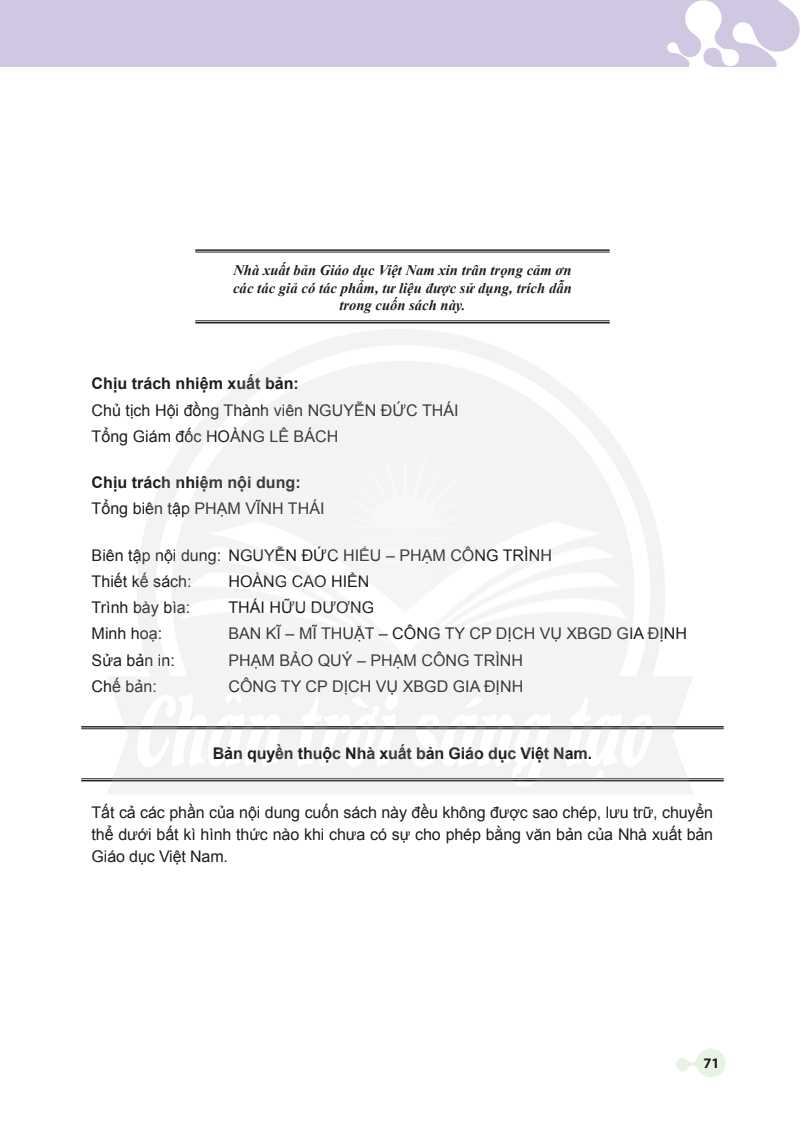 Nhà xuất bản Giáo dục Việt Nam xin trân trọng cảm ơn
các tác giả có tác phẩm, tư liệu được sử dụng, trích dẫn
trong cuốn sách này.
Chịu trách nhiệm xuất bản:
Chủ tịch Hội đồng Thành viên NGUYỄN ĐỨC THÁI
Tổng Giám đốc HOÀNG LÊ BÁCH
Chịu trách nhiệm nội dung:
Tổng biên tập PHẠM VĨNH THÁI
Biên tập nội dung: NGUYỄN ĐỨC HIẾU – PHẠM CÔNG TRÌNH
Thiết kế sách: HOÀNG CAO HIỀN
Trình bày bìa: THÁI HỮU DƯƠNG
Minh hoạ: BAN KĨ – MĨ THUẬT – CÔNG TY CP DỊCH VỤ XBGD GIA ĐỊNH
Sửa bản in: PHẠM BẢO QUÝ – PHẠM CÔNG TRÌNH
Chế bản: CÔNG TY CP DỊCH VỤ XBGD GIA ĐỊNH
Chân trời sáng tạo
Bản quyền thuộc Nhà xuất bản Giáo dục Việt Nam.
Tất cả các phần của nội dung cuốn sách này đều không được sao chép, lưu trữ, chuyển
thể dưới bất kì hình thức nào khi chưa có sự cho phép bằng văn bản của Nhà xuất bản
Giáo dục Việt Nam.
71